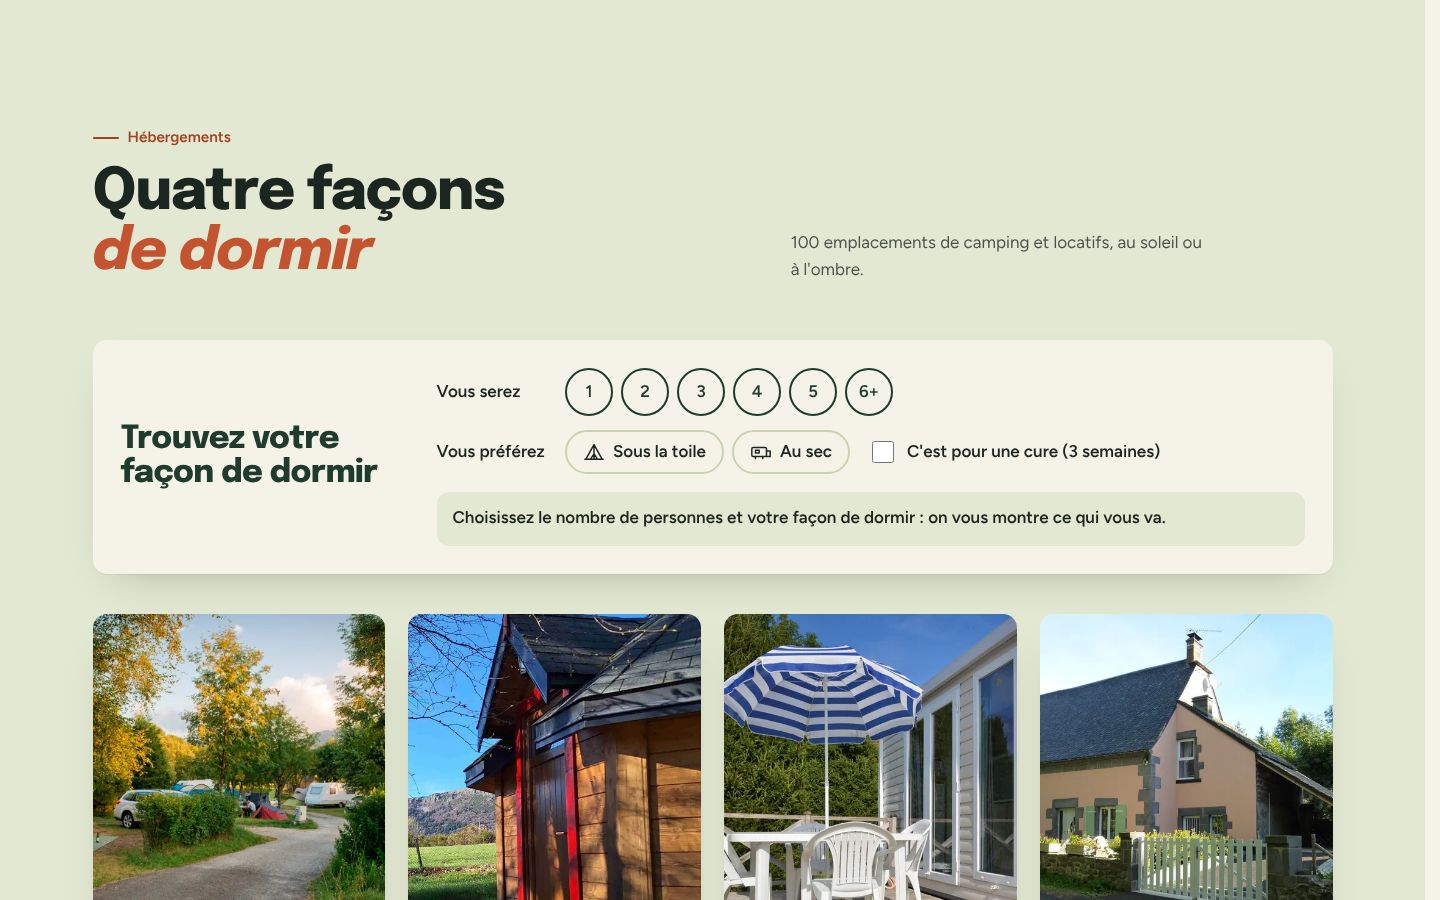 Hébergements
Quatre façons
de dormir
100 emplacements de camping et locatifs, au soleil ou
à l'ombre.
Trouvez votre
façon de dormir
Vous serez 1 2 3 4 5 6+
Vous préférez Sous la toile Au sec C'est pour une cure (3 semaines)
Choisissez le nombre de personnes et votre façon de dormir : on vous montre ce qui vous va.